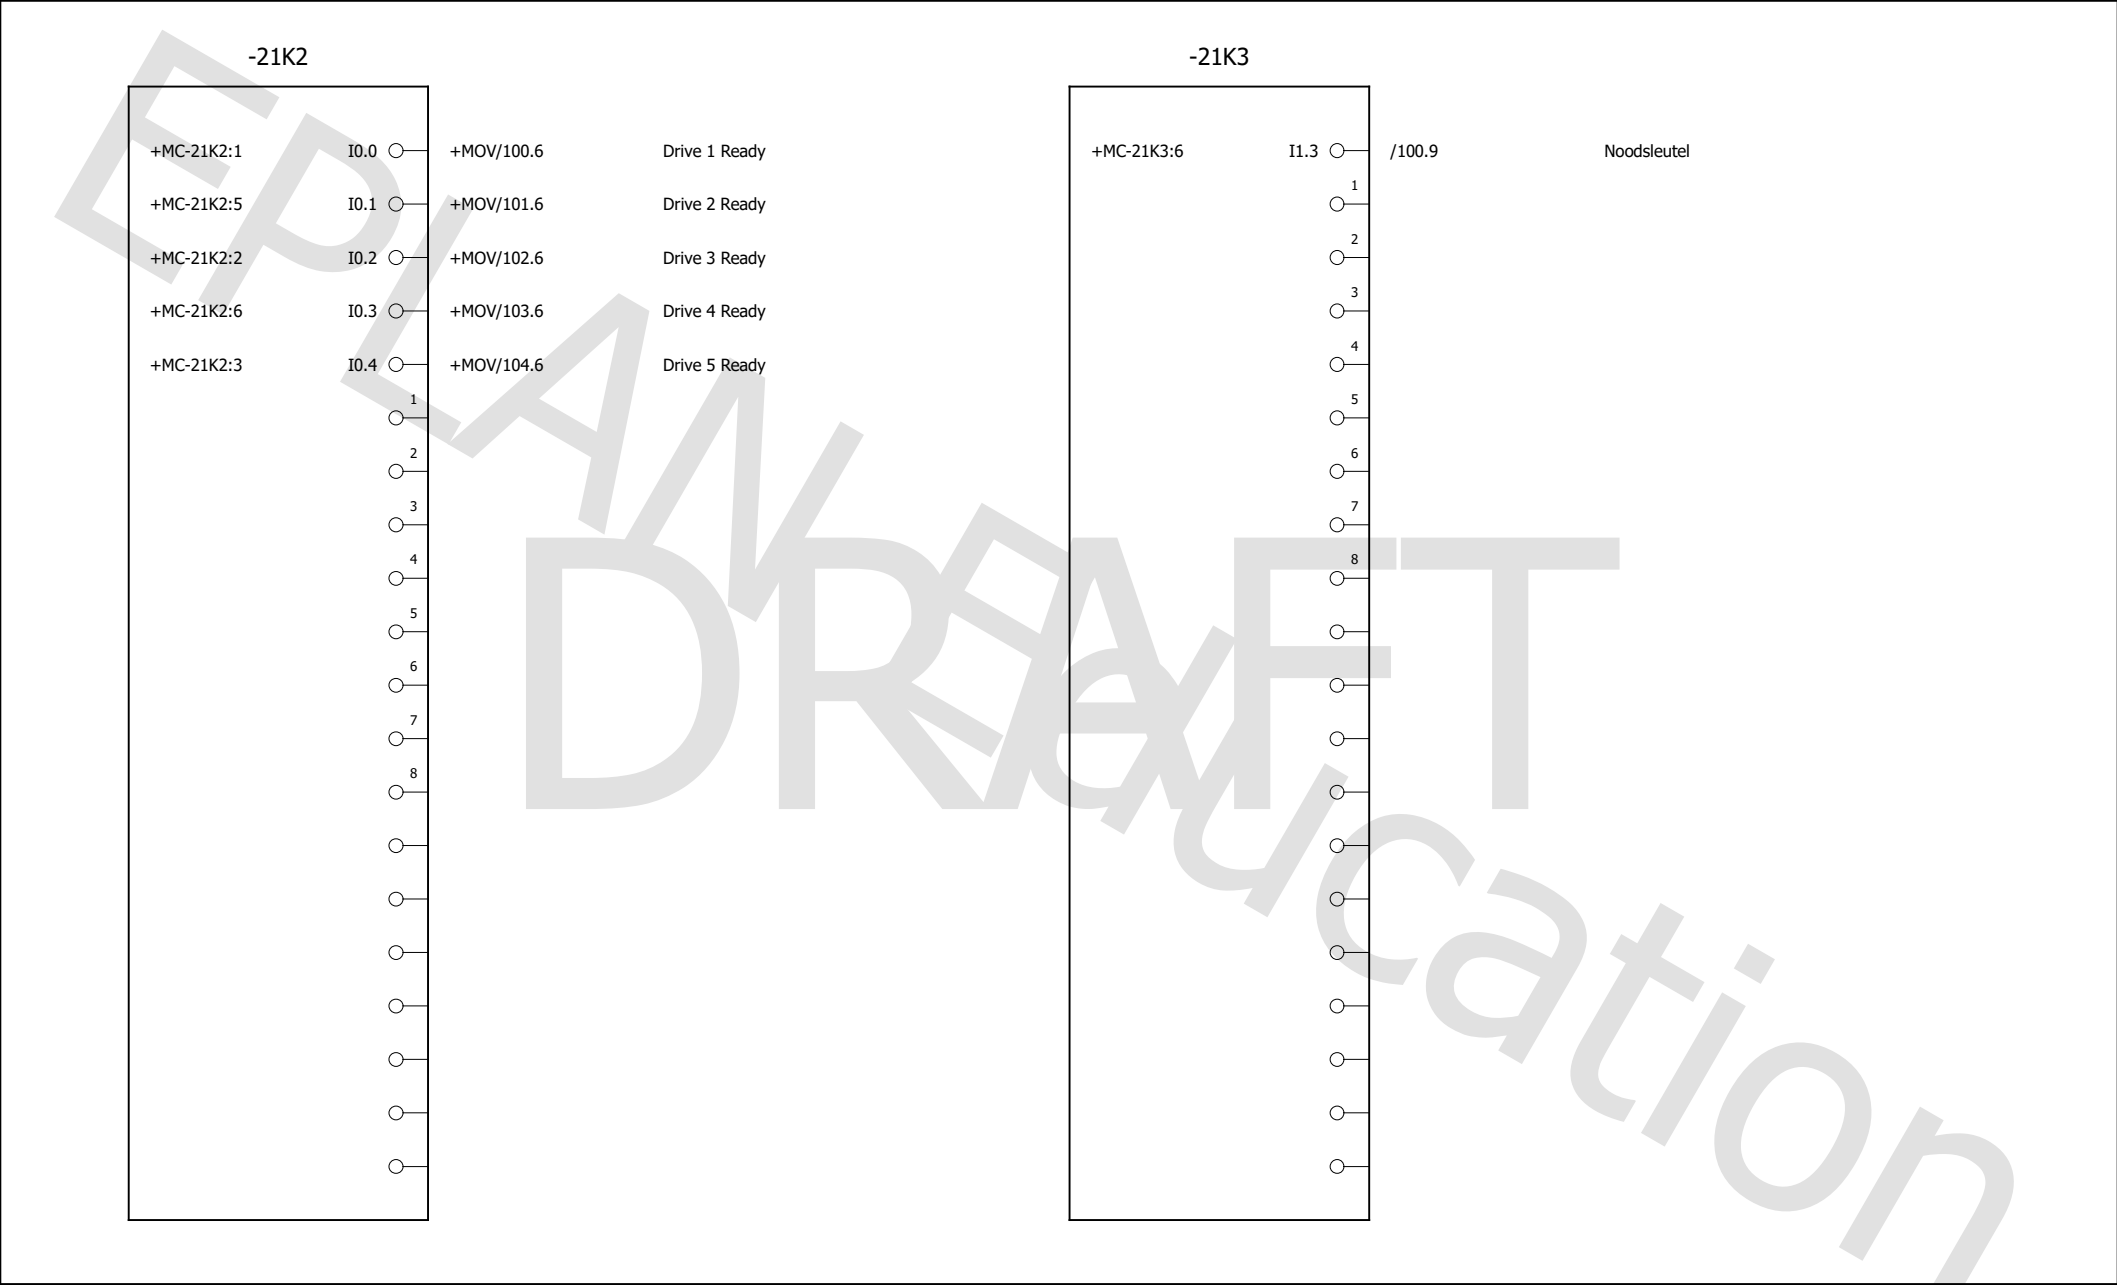 -21K2
+MC-21K2:1 I0.0 +MOV/100.6 Drive 1 Ready
+MC-21K2:5 I0.1 +MOV/101.6 Drive 2 Ready
+MC-21K2:2 I0.2 +MOV/102.6 Drive 3 Ready
+MC-21K2:6 I0.3 +MOV/103.6 Drive 4 Ready
+MC-21K2:3 I0.4 +MOV/104.6 Drive 5 Ready
1
2
3
4
5
6
7
8
-21K3
+MC-21K3:6 I1.3 /100.9 Noodsleutel
1
2
3
4
5
6
7
8
EPLAN Education
DRAFT